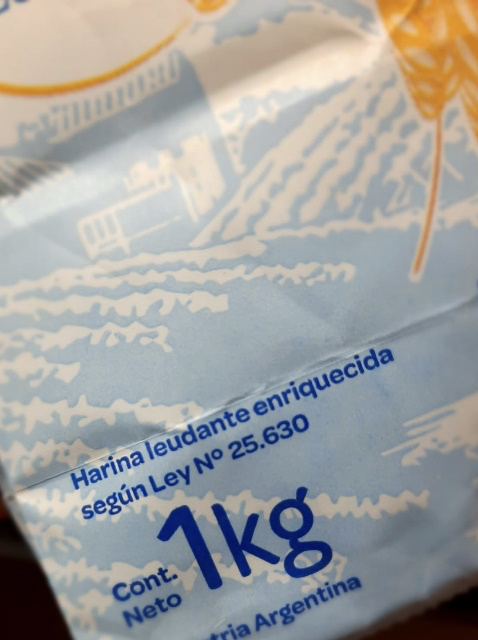 Harina leudante enriquecida
según Ley Nº 25.630
Cont.
Neto
1kg
Argentina